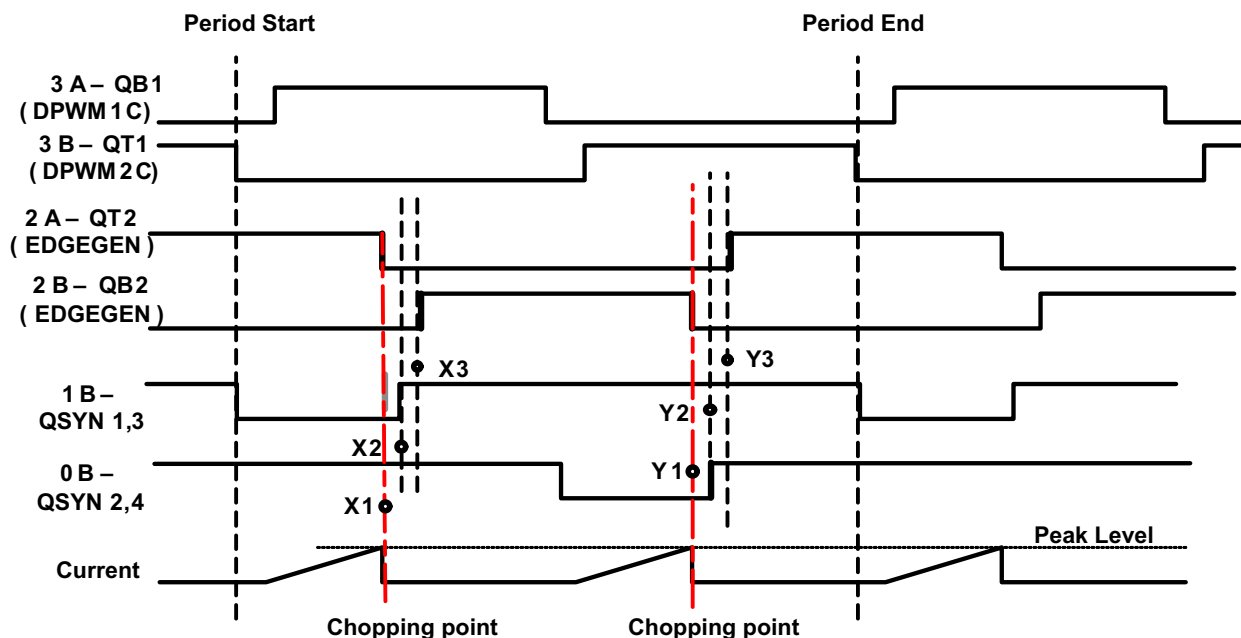 Period Start
Period End
3 A – QB1
( DPWM 1 C )
3 B – QT1
( DPWM 2 C )
2 A – QT2
( EDGEGEN )
2 B – QB2
( EDGEGEN )
X3
Y3
1 B –
QSYN 1,3
Y2
X2
0 B –
QSYN 2,4
Y1
X1
Peak Level
Current
Chopping point
Chopping point